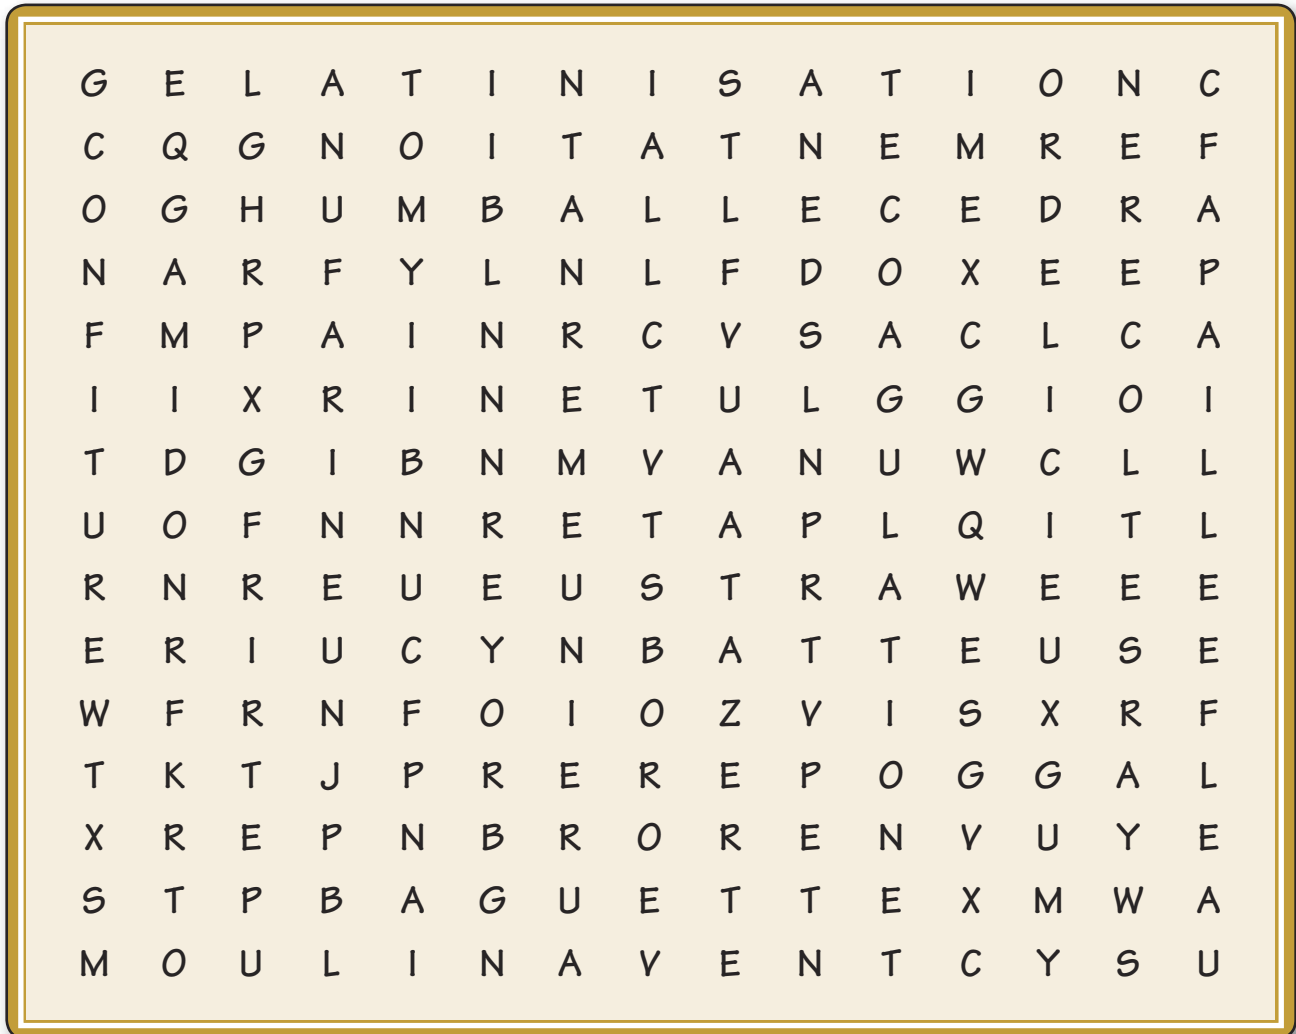 G E L A T I N I S A T I O N C
C Q G N O I T A T N E M R E F
O G H U M B A L L E C E D R A
N A R F Y L N L F D O X E E P
F M P A I N R C V S A C L C A
I I X R I N E T U L G G I O I
T D G I B N M V A N U W C L L
U O F N N R E T A P L Q I T L
R N R E U E U S T R A W E E E
E R I U C Y N B A T T E U S E
W F R N F O I O Z V I S X R F
T K T J P R E R E P O G G A L
X R E P N B R O R E N V U Y E
S T P B A G U E T T E X M W A
M O U L I N A V E N T C Y S U